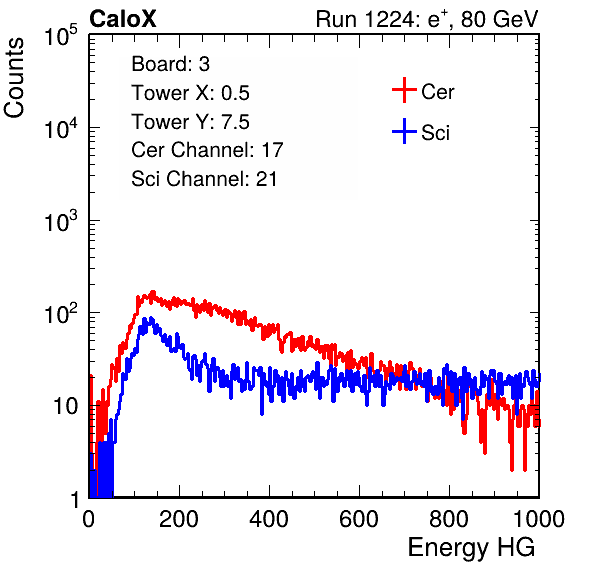 CaloX Run 1224: e⁺, 80 GeV
Counts
10⁵
10⁴
10³
10²
10
1
Board: 3
Tower X: 0.5
Tower Y: 7.5
Cer Channel: 17
Sci Channel: 21
Cer
Sci
0 200 400 600 800 1000
Energy HG